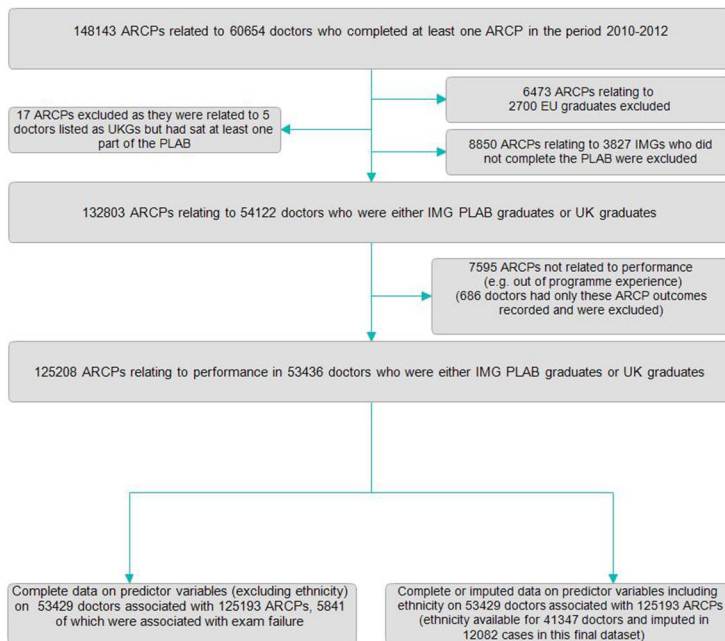 148143 ARCPs related to 60654 doctors who completed at least one ARCP in the period 2010-2012
6473 ARCPs relating to
2700 EU graduates excluded
17 ARCPs excluded as they were related to 5
doctors listed as UKGs but had sat at least one
part of the PLAB
8850 ARCPs relating to 3827 IMGs who did
not complete the PLAB were excluded
132803 ARCPs relating to 54122 doctors who were either IMG PLAB graduates or UK graduates
7595 ARCPs not related to performance
(e.g. out of programme experience)
(686 doctors had only these ARCP outcomes
recorded and were excluded)
125208 ARCPs relating to performance in 53436 doctors who were either IMG PLAB graduates or UK graduates
Complete data on predictor variables (excluding ethnicity)
on 53429 doctors associated with 125193 ARCPs, 5841
of which were associated with exam failure
Complete or imputed data on predictor variables including
ethnicity on 53429 doctors associated with 125193 ARCPs
(ethnicity available for 41347 doctors and imputed in
12082 cases in this final dataset)